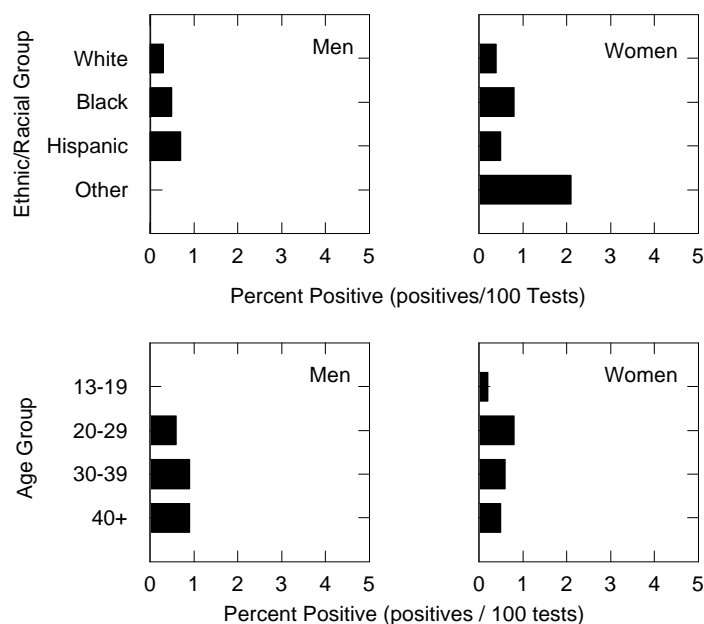 Men
Women
Ethnic/Racial Group
White
Black
Hispanic
Other
0 1 2 3 4 5
0 1 2 3 4 5
Percent Positive (positives/100 Tests)
Men
Women
Age Group
13-19
20-29
30-39
40+
0 1 2 3 4 5
0 1 2 3 4 5
Percent Positive (positives / 100 tests)